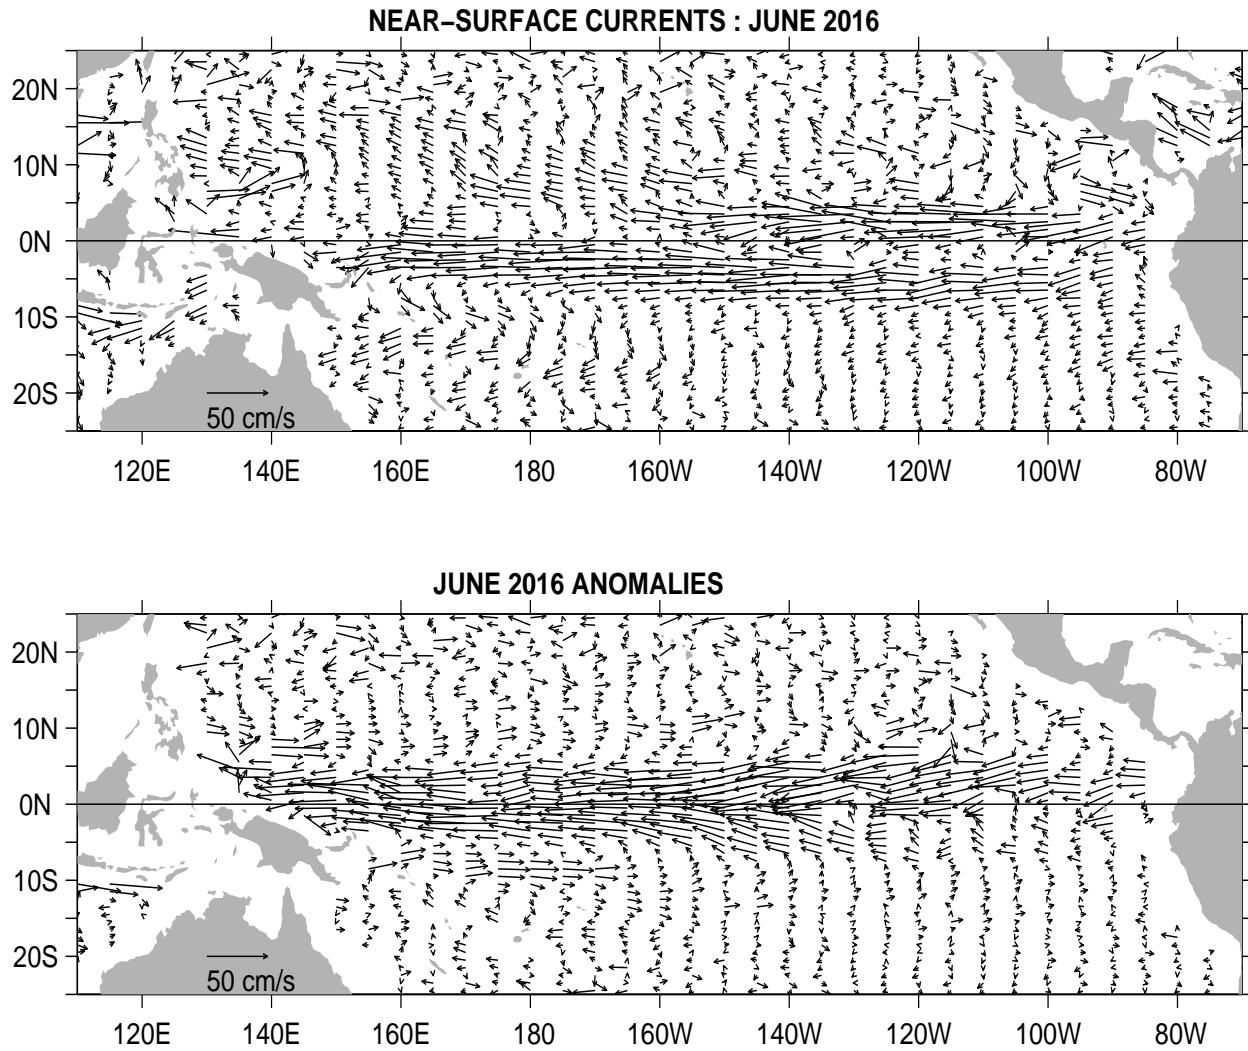 NEAR–SURFACE CURRENTS : JUNE 2016
20N
10N
0N
10S
20S
50 cm/s
120E 140E 160E 180 160W 140W 120W 100W 80W
JUNE 2016 ANOMALIES
20N
10N
0N
10S
20S
50 cm/s
120E 140E 160E 180 160W 140W 120W 100W 80W